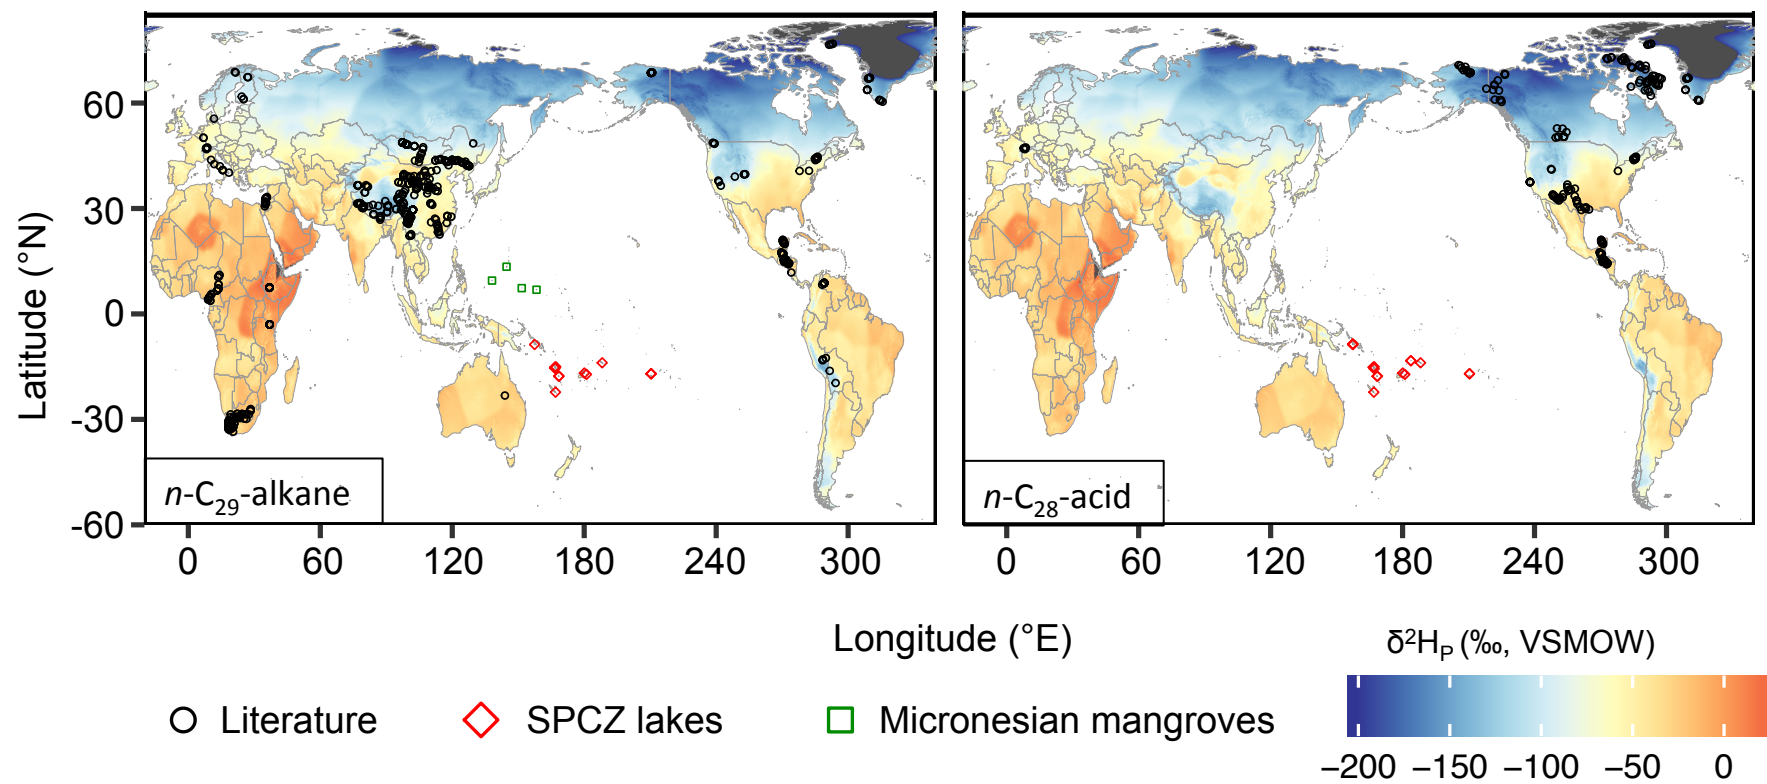 Latitude (°N)
60
30
0
-30
-60
n-C29-alkane
n-C28-acid
0 60 120 180 240 300
0 60 120 180 240 300
Longitude (°E)
δ²HP (‰, VSMOW)
Literature
SPCZ lakes
Micronesian mangroves
−200 −150 −100 −50 0